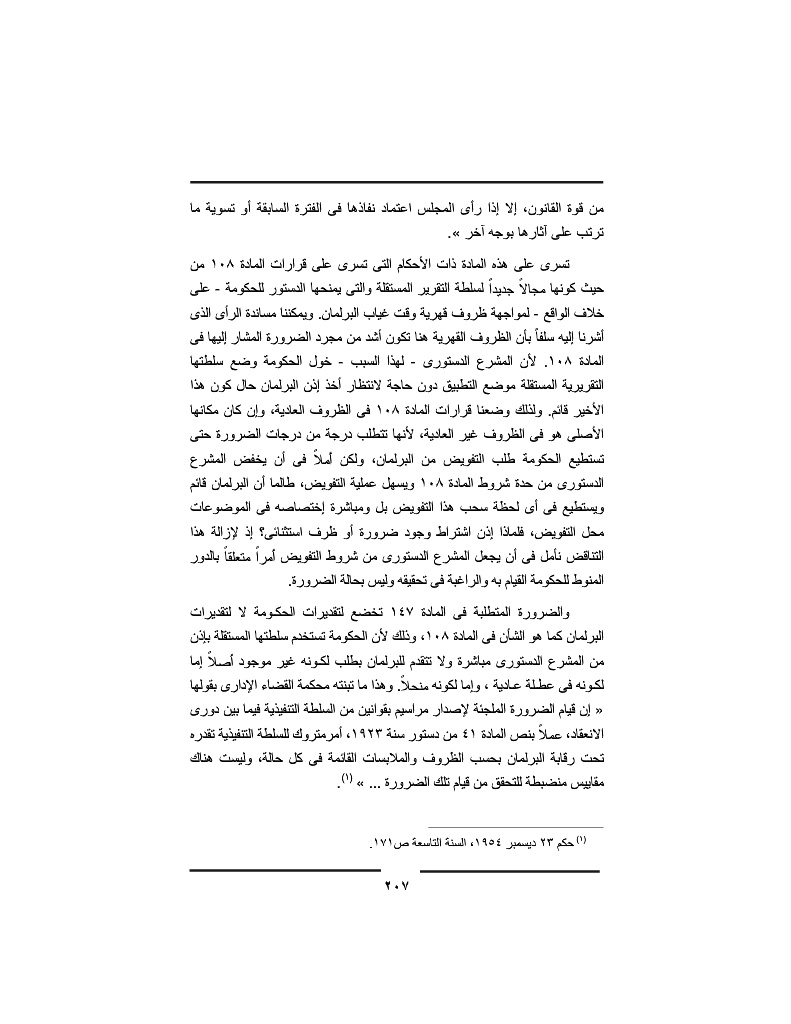 من قوة القانون، إلا إذا رأى المجلس اعتماد نفاذها فى الفترة السابقة أو تسوية ما
ترتب على آثارها بوجه آخر ».
تسرى على هذه المادة ذات الأحكام التى تسرى على قرارات المادة ١٠٨ من
حيث كونها مجالاً جديداً لسلطة التقرير المستقلة والتى يمنحها الدستور للحكومة - على
خلاف الواقع - لمواجهة ظروف قهرية وقت غياب البرلمان. ويمكننا مساندة الرأى الذى
أشرنا إليه سلفاً بأن الظروف القهرية هنا تكون أشد من مجرد الضرورة المشار إليها فى
المادة ١٠٨. لأن المشرع الدستورى - لهذا السبب - خول الحكومة وضع سلطتها
التقريرية المستقلة موضع التطبيق دون حاجة لانتظار أخذ إذن البرلمان حال كون هذا
الأخير قائم. ولذلك وضعنا قرارات المادة ١٠٨ فى الظروف العادية، وإن كان مكانها
الأصلى هو فى الظروف غير العادية، لأنها تتطلب درجة من درجات الضرورة حتى
تستطيع الحكومة طلب التفويض من البرلمان، ولكن أملاً فى أن يخفض المشرع
الدستورى من حدة شروط المادة ١٠٨ ويسهل عملية التفويض، طالما أن البرلمان قائم
ويستطيع فى أى لحظة سحب هذا التفويض بل ومباشرة إختصاصه فى الموضوعات
محل التفويض، فلماذا إذن اشتراط وجود ضرورة أو ظرف استثنائى؟ إذ لإزالة هذا
التناقض نأمل فى أن يجعل المشرع الدستورى من شروط التفويض أمراً متعلقاً بالدور
المنوط للحكومة القيام به والراغبة فى تحقيقه وليس بحالة الضرورة.
والضرورة المتطلبة فى المادة ١٤٧ تخضع لتقديرات الحكومة لا لتقديرات
البرلمان كما هو الشأن فى المادة ١٠٨، وذلك لأن الحكومة تستخدم سلطتها المستقلة بإذن
من المشرع الدستورى مباشرة ولا تتقدم للبرلمان بطلب لكونه غير موجود أصلاً إما
لكونه فى عطلة عادية ، وإما لكونه منحلاً. وهذا ما تبنته محكمة القضاء الإدارى بقولها
« إن قيام الضرورة الملجئة لإصدار مراسيم بقوانين من السلطة التنفيذية فيما بين دورى
الانعقاد، عملاً بنص المادة ٤١ من دستور سنة ١٩٢٣، أمرمتروك للسلطة التنفيذية تقدره
تحت رقابة البرلمان بحسب الظروف والملابسات القائمة فى كل حالة، وليست هناك
مقاييس منضبطة للتحقق من قيام تلك الضرورة ... » (١).
(١) حكم ٢٣ ديسمبر ١٩٥٤، السنة التاسعة ص١٧١.
٢٠٧